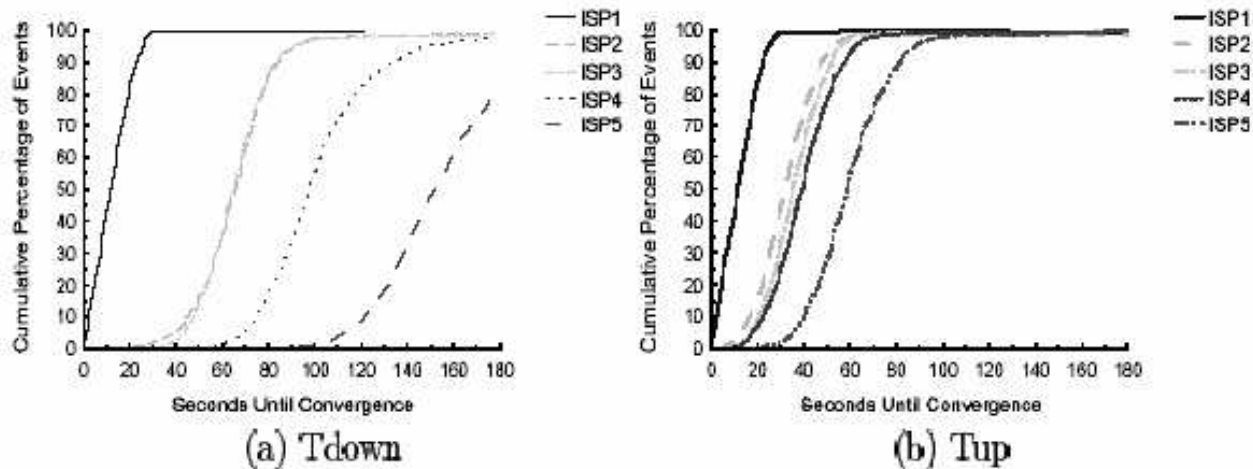 Cumulative Percentage of Events
100
90
80
70
60
50
40
30
20
10
0
0 20 40 60 80 100 120 140 160 180
Seconds Until Convergence
ISP1
ISP2
ISP3
ISP4
ISP5
(a) Tdown
Cumulative Percentage of Events
100
90
80
70
60
50
40
30
20
10
0
0 20 40 60 80 100 120 140 160 180
Seconds Until Convergence
ISP1
ISP2
ISP3
ISP4
ISP5
(b) Tup